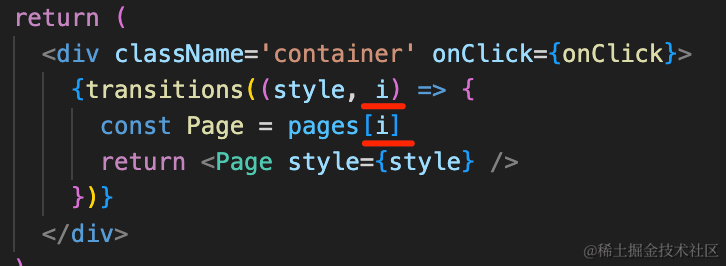 return (
<div className='container' onClick={onClick}>
{transitions((style, i) => {
const Page = pages[i]
return <Page style={style} />
})}
</div>
)
@稀土掘金技术社区